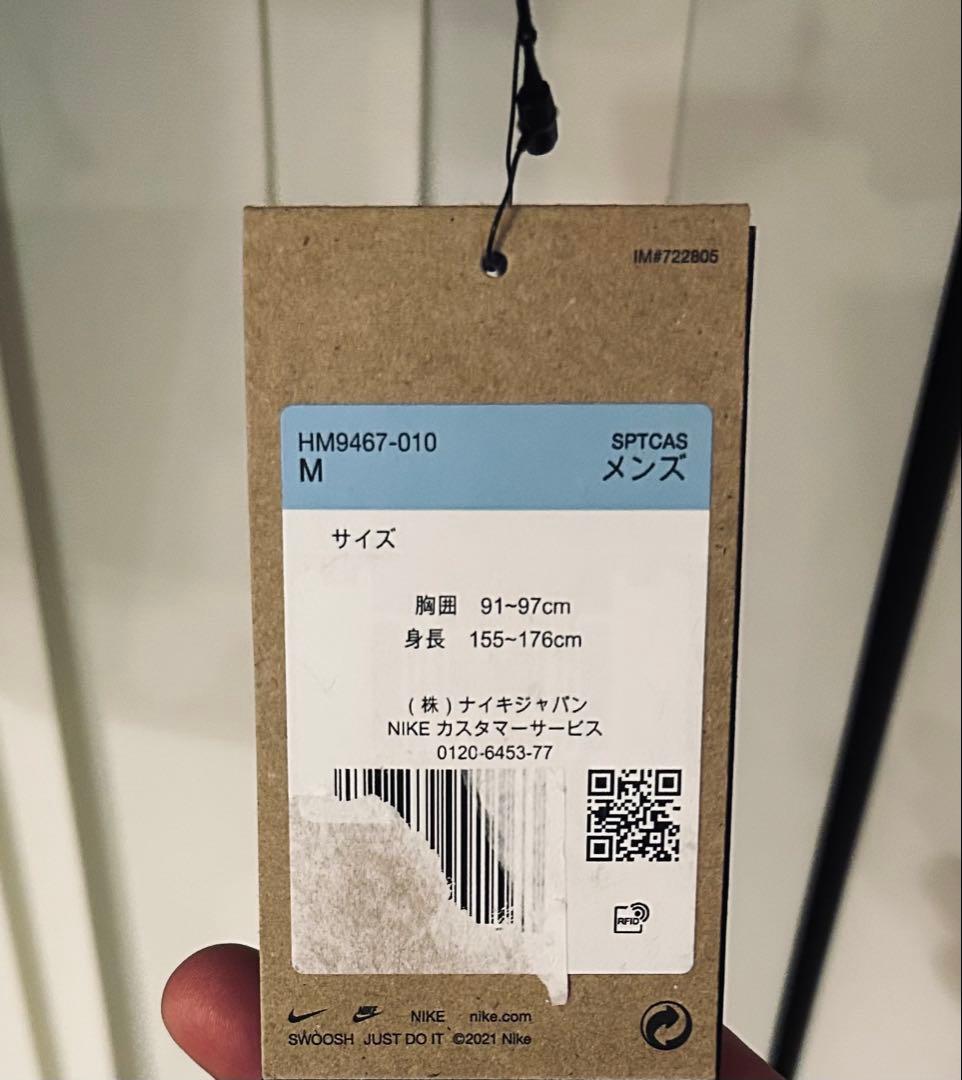 IM#722805
HM9467-010 SPTCAS
M メンズ
サイズ
胸囲 91~97cm
身長 155~176cm
(株)ナイキジャパン
NIKE カスタマーサービス
0120-6453-77
RFID
NIKE nike.com
SWOOSH JUST DO IT ©2021 Nike